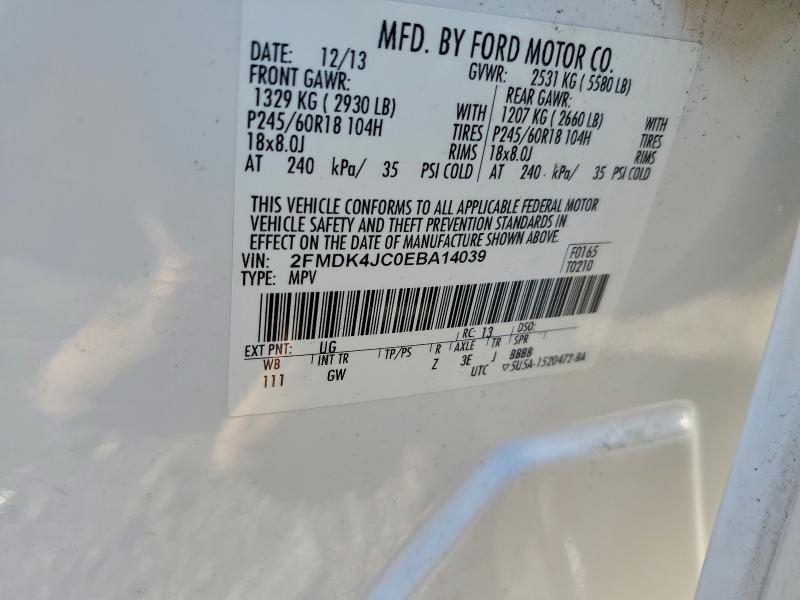 MFD. BY FORD MOTOR CO.
DATE: 12/13 GVWR: 2531 KG ( 5580 LB)
FRONT GAWR: REAR GAWR:
1329 KG ( 2930 LB) WITH 1207 KG ( 2660 LB) WITH
P245/60R18 104H TIRES P245/60R18 104H TIRES
18x8.0J RIMS 18x8.0J RIMS
AT 240 kPa/ 35 PSI COLD AT 240 kPa/ 35 PSI COLD
THIS VEHICLE CONFORMS TO ALL APPLICABLE FEDERAL MOTOR
VEHICLE SAFETY AND THEFT PREVENTION STANDARDS IN
EFFECT ON THE DATE OF MANUFACTURE SHOWN ABOVE.
VIN: 2FMDK4JC0EBA14039 F0165
TYPE: MPV T0210
EXT PNT: UG RC: 13 DSO:
WB INT TR TP/PS R AXLE TR SPR
111 GW Z 3E J BBBB
UTC ▽5U5A-1520472-BA